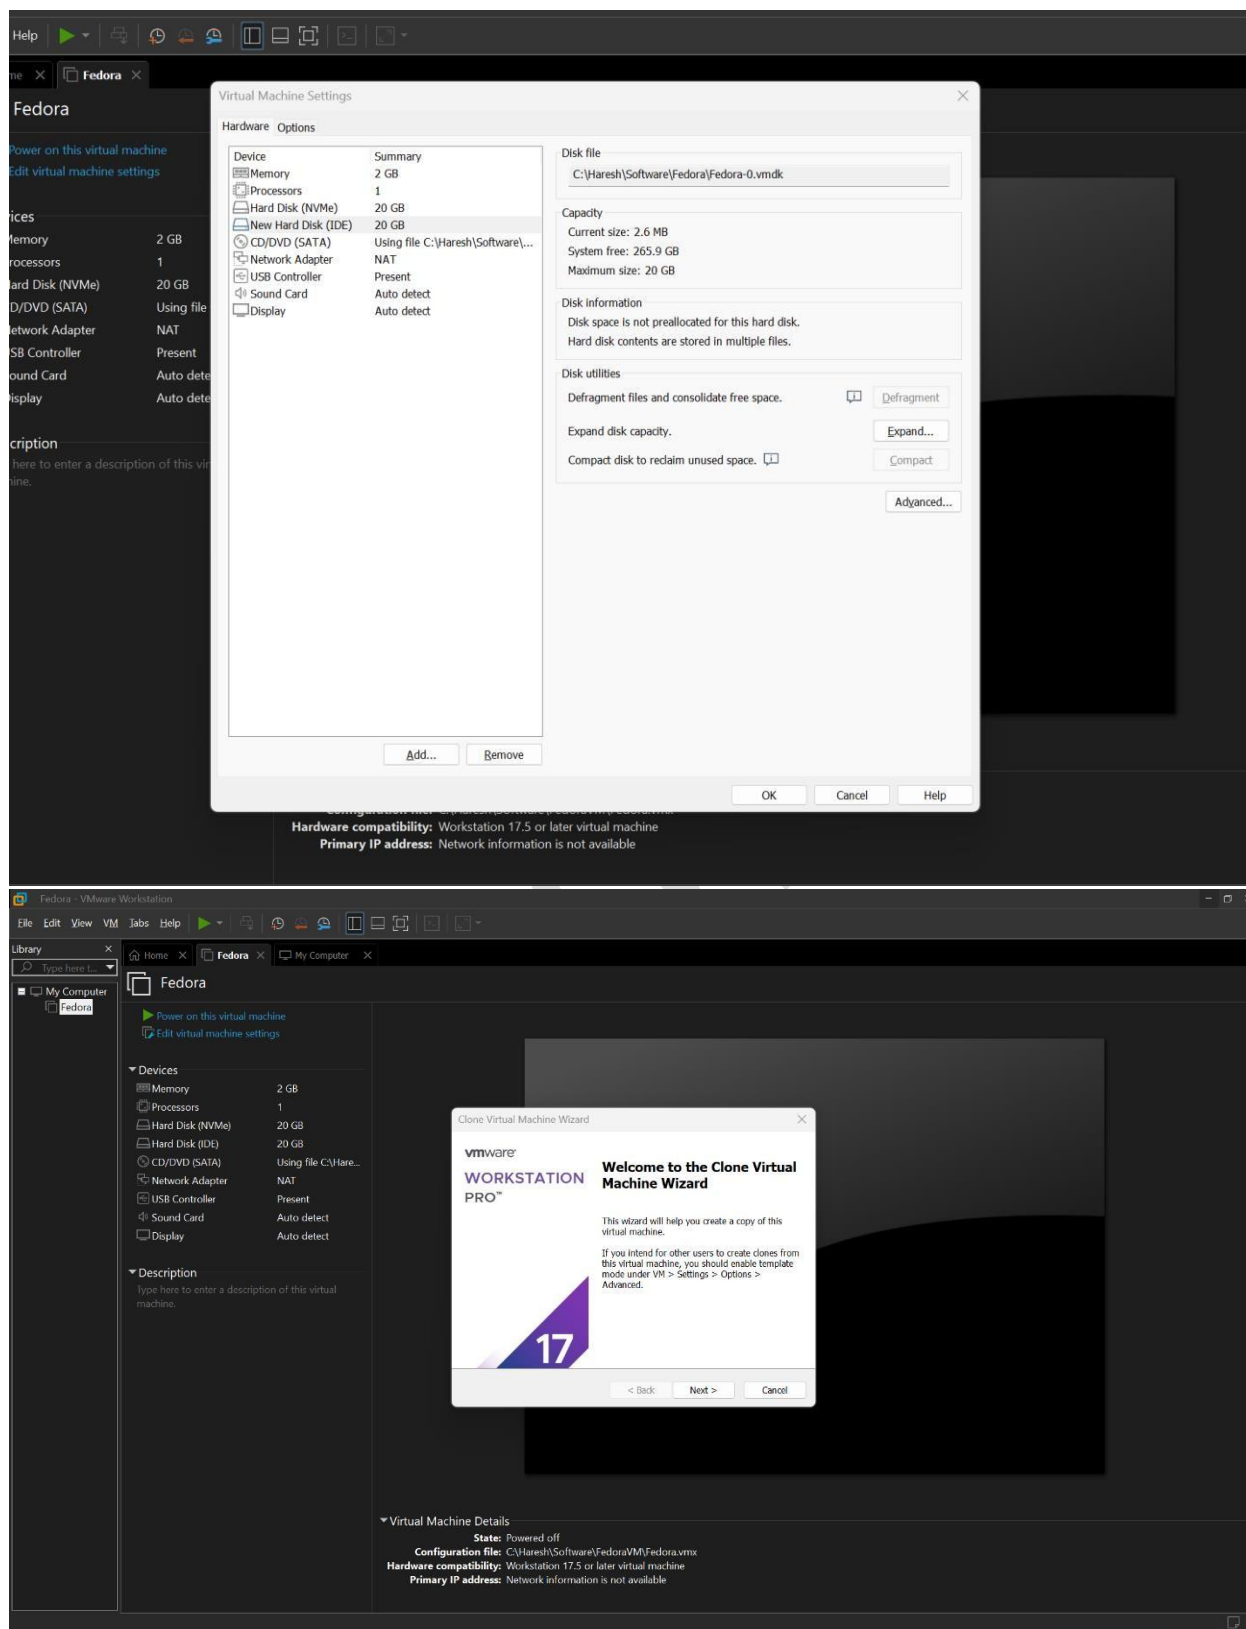 Help
me
Fedora
Fedora
Power on this virtual machine
Edit virtual machine settings
ices
Memory 2 GB
rocessors 1
lard Disk (NVMe) 20 GB
D/DVD (SATA) Using file
letwork Adapter NAT
SB Controller Present
ound Card Auto dete
isplay Auto dete
cription
here to enter a description of this vir
ine.
Virtual Machine Settings
Hardware Options
Device Summary
Memory 2 GB
Processors 1
Hard Disk (NVMe) 20 GB
New Hard Disk (IDE) 20 GB
CD/DVD (SATA) Using file C:\Haresh\Software\...
Network Adapter NAT
USB Controller Present
Sound Card Auto detect
Display Auto detect
Add... Remove
Disk file
C:\Haresh\Software\Fedora\Fedora-0.vmdk
Capacity
Current size: 2.6 MB
System free: 265.9 GB
Maximum size: 20 GB
Disk information
Disk space is not preallocated for this hard disk.
Hard disk contents are stored in multiple files.
Disk utilities
Defragment files and consolidate free space. Defragment
Expand disk capacity. Expand...
Compact disk to reclaim unused space. Compact
Advanced...
OK Cancel Help
Hardware compatibility: Workstation 17.5 or later virtual machine
Primary IP address: Network information is not available
Fedora - VMware Workstation
File Edit View VM Tabs Help
Library
Type here t...
My Computer
Fedora
Home Fedora My Computer
Fedora
Power on this virtual machine
Edit virtual machine settings
Devices
Memory 2 GB
Processors 1
Hard Disk (NVMe) 20 GB
Hard Disk (IDE) 20 GB
CD/DVD (SATA) Using file C:\Hare...
Network Adapter NAT
USB Controller Present
Sound Card Auto detect
Display Auto detect
Description
Type here to enter a description of this virtual
machine.
Clone Virtual Machine Wizard
vmware
WORKSTATION
PRO™
17
Welcome to the Clone Virtual
Machine Wizard
This wizard will help you create a copy of this
virtual machine.
If you intend for other users to create clones from
this virtual machine, you should enable template
mode under VM > Settings > Options >
Advanced.
< Back Next > Cancel
Virtual Machine Details
State: Powered off
Configuration file: C:\Haresh\Software\FedoraVM\Fedora.vmx
Hardware compatibility: Workstation 17.5 or later virtual machine
Primary IP address: Network information is not available